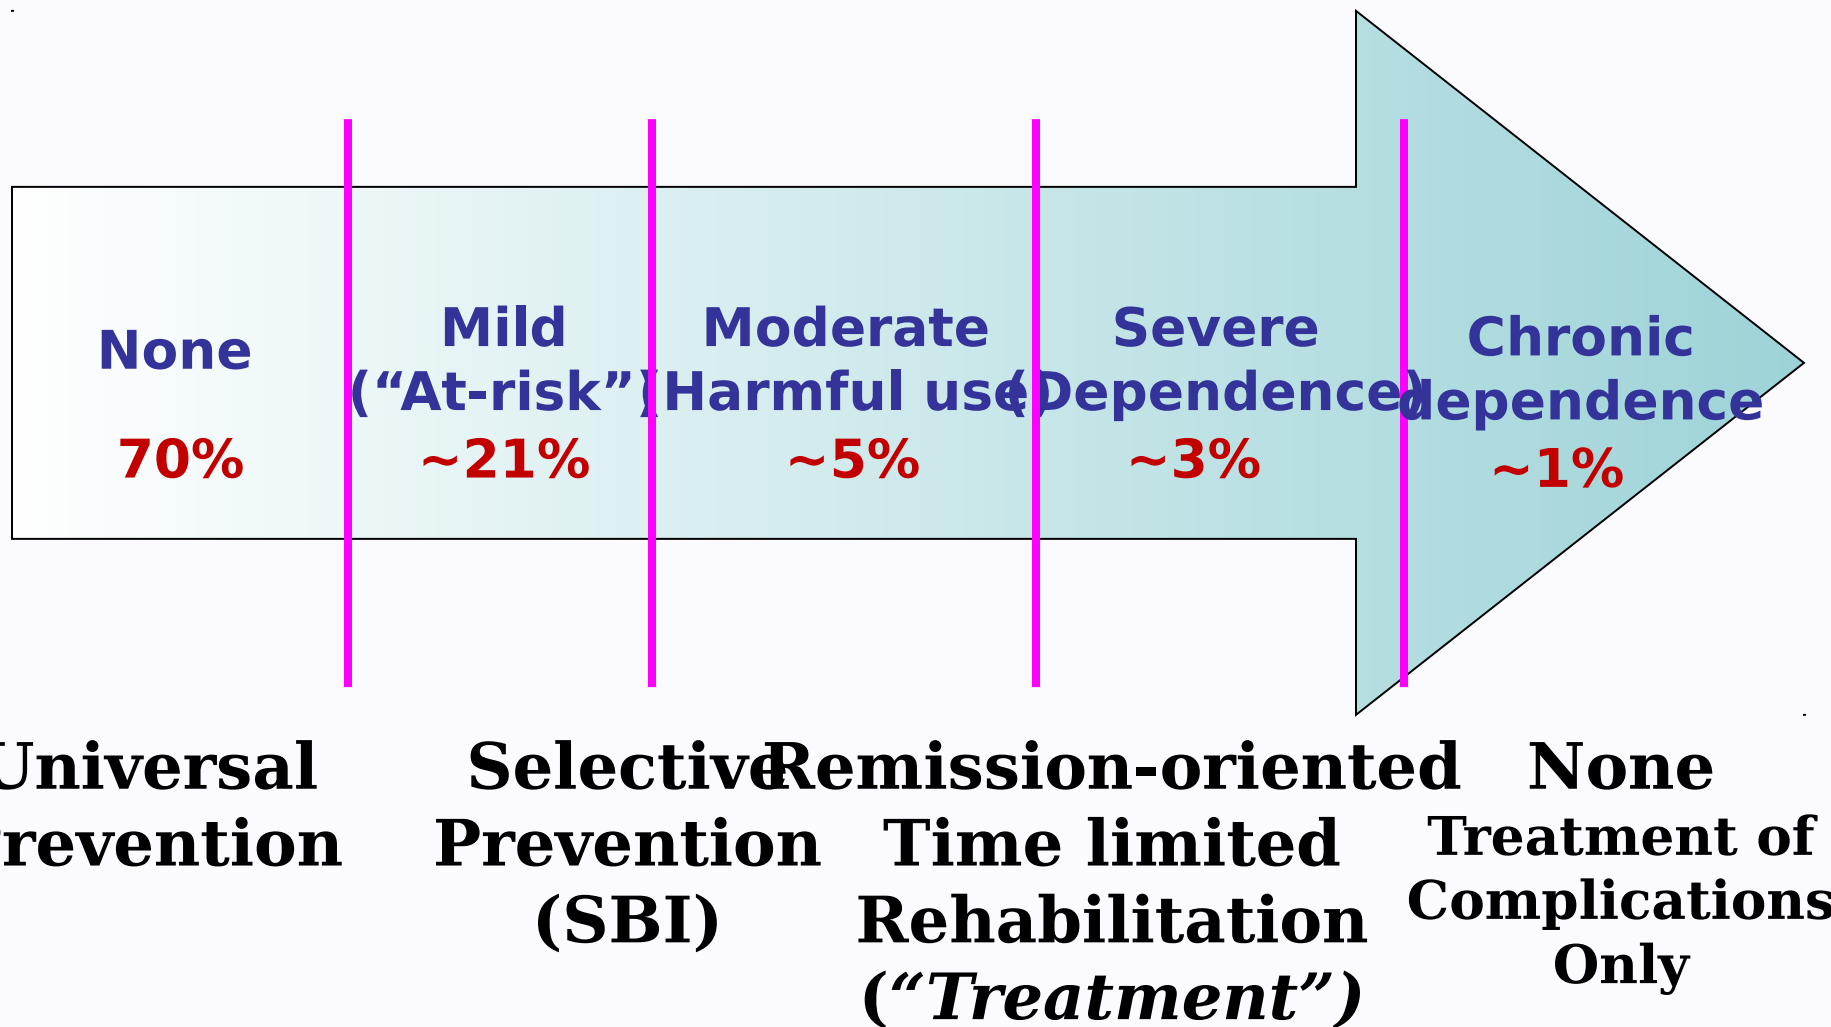 None
70%
Mild
(“At-risk”)
~21%
Moderate
(Harmful use)
~5%
Severe
(Dependence)
~3%
Chronic
dependence
~1%
Universal
revention
Selective
Prevention
(SBI)
Remission-oriented
Time limited
Rehabilitation
(“Treatment”)
None
Treatment of
Complications
Only